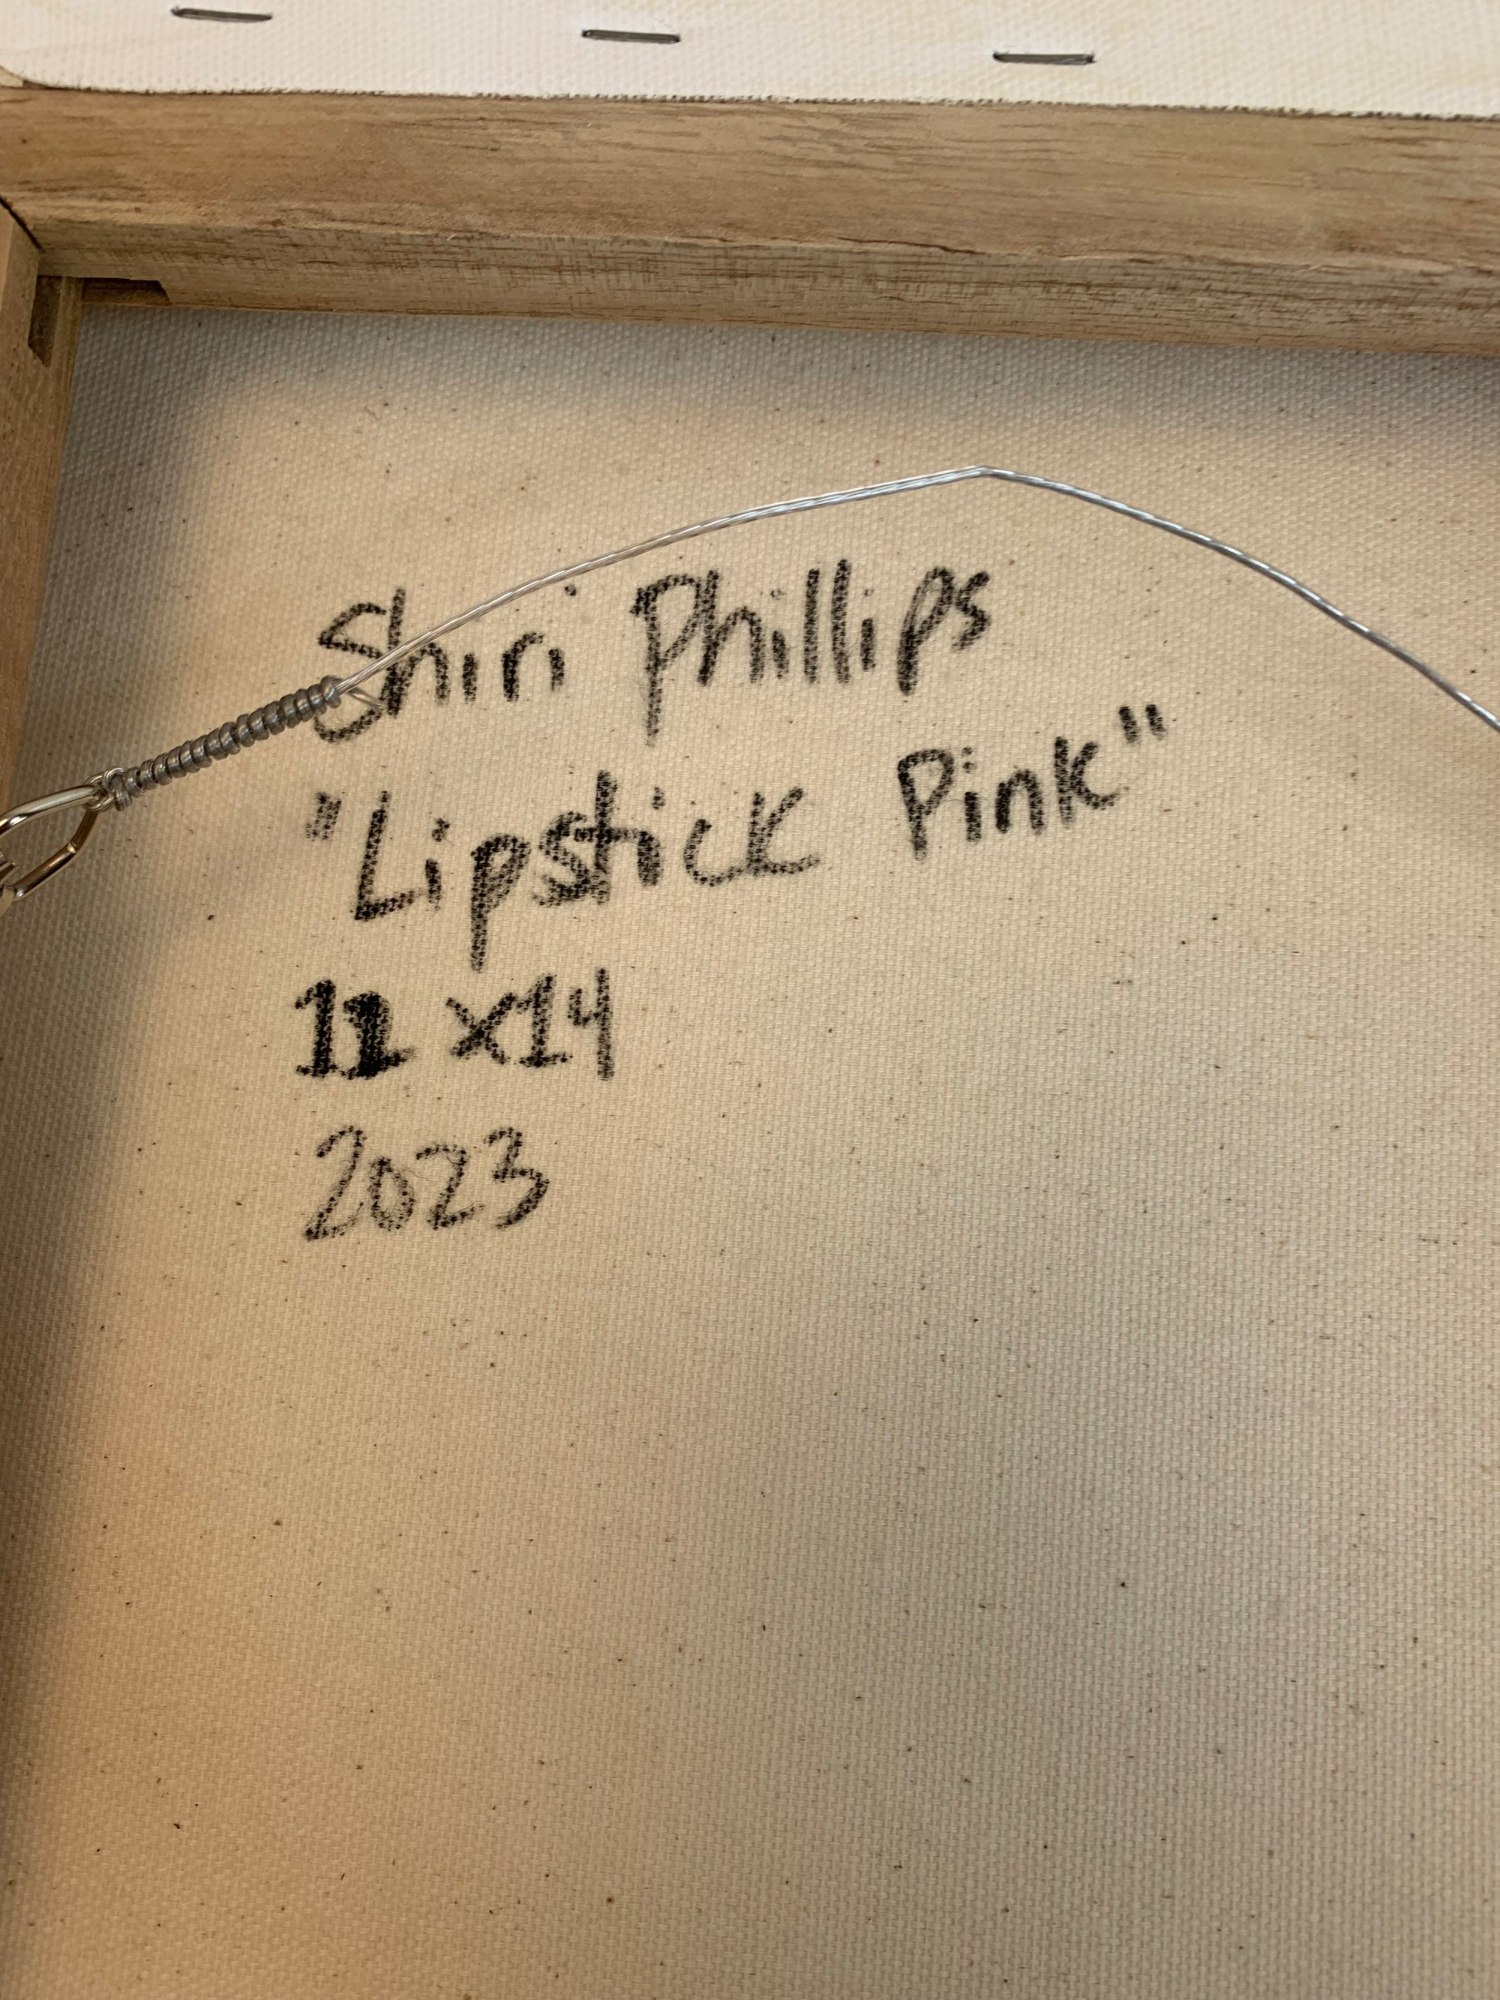 Shiri Phillips
"Lipstick Pink"
11 x14
2023